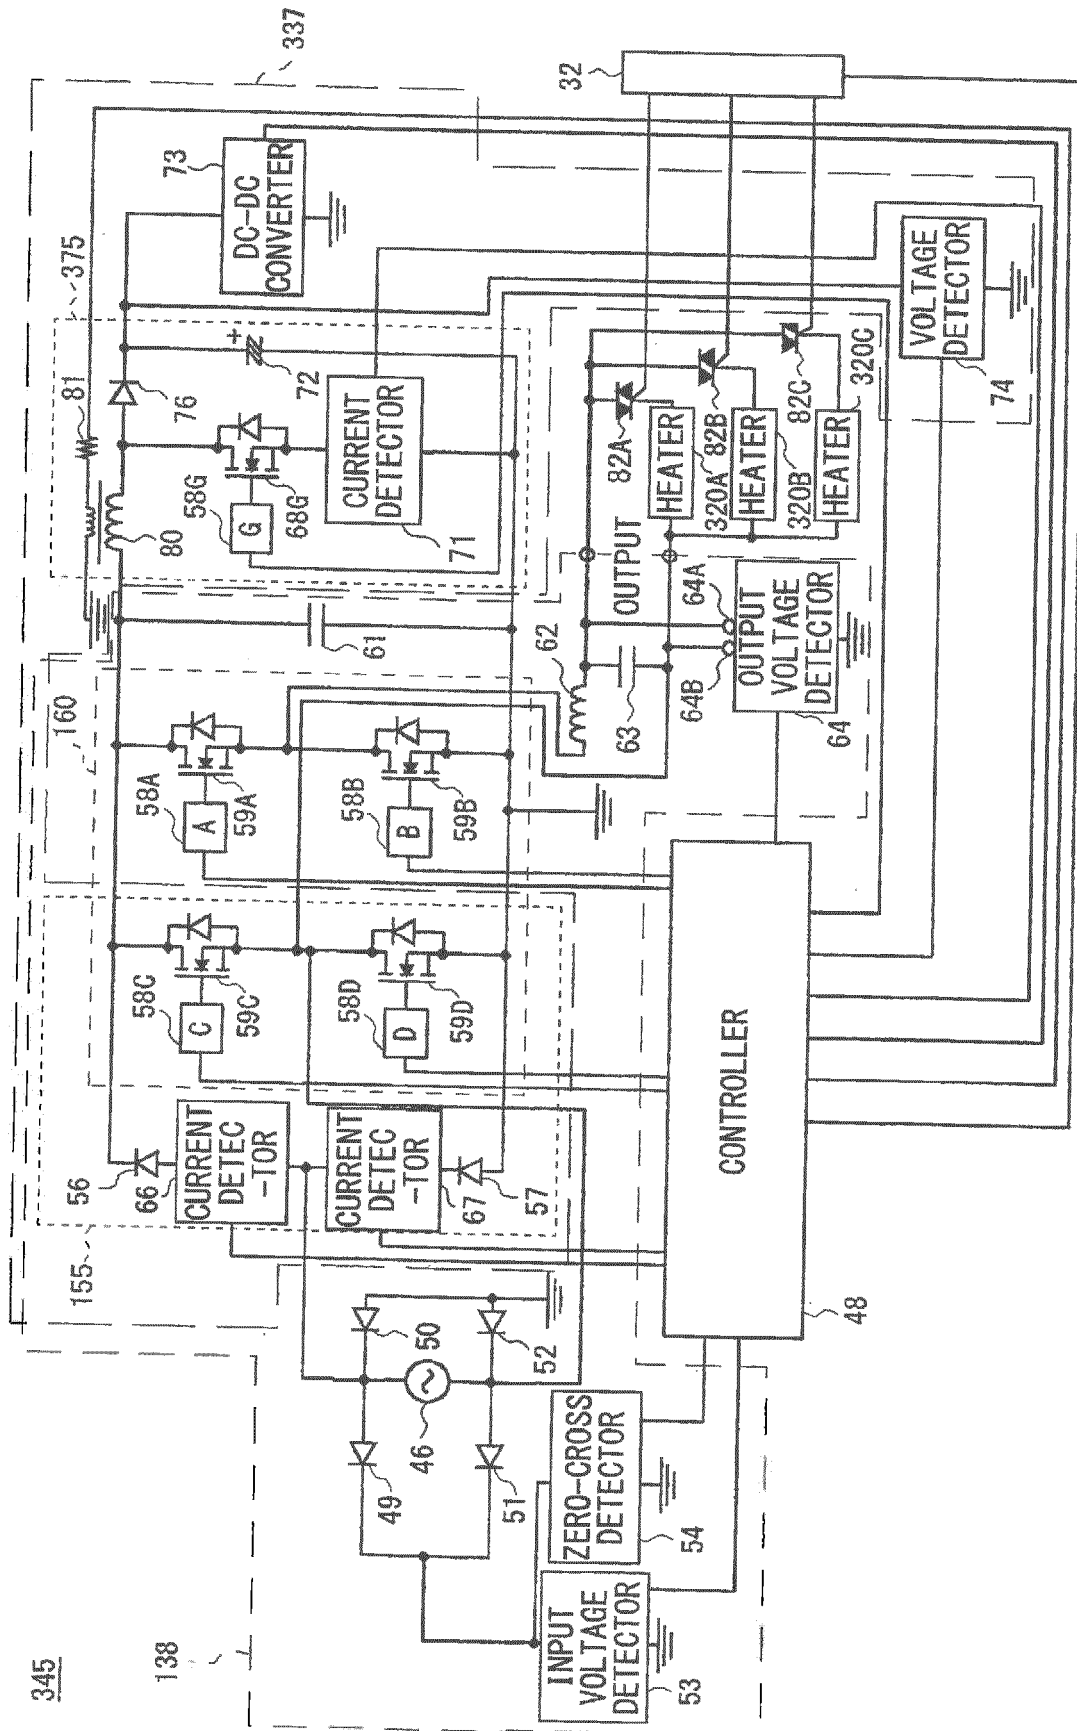 345
138
337
155
160
375
56
66
CURRENT
DETEC
-TOR
CURRENT
DETEC
-TOR
67
57
58C
C
59C
58D
D
59D
58A
A
59A
58B
B
59B
61
80
81
76
58G
G
68G
CURRENT
DETECTOR
71
+
72
73
DC-DC
CONVERTER
32
50
52
46
49
51
ZERO-CROSS
DETECTOR
54
INPUT
VOLTAGE
DETECTOR
53
CONTROLLER
48
62
63
OUTPUT
64A
64B
OUTPUT
VOLTAGE
DETECTOR
64
82A
HEATER
320A
82B
HEATER
320B
82C
HEATER
320C
VOLTAGE
DETECTOR
74